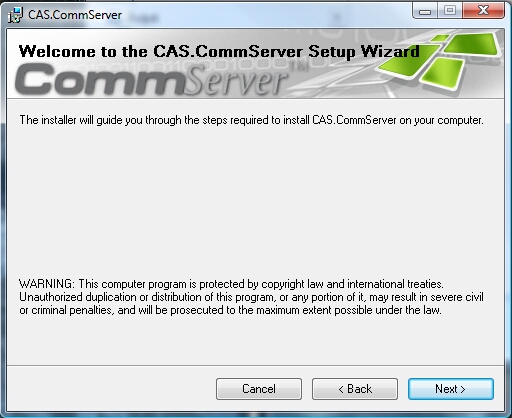 CAS.CommServer
Welcome to the CAS.CommServer Setup Wizard
CommServer™
The installer will guide you through the steps required to install CAS.CommServer on your computer.
WARNING: This computer program is protected by copyright law and international treaties.
Unauthorized duplication or distribution of this program, or any portion of it, may result in severe civil
or criminal penalties, and will be prosecuted to the maximum extent possible under the law.
Cancel
< Back
Next >